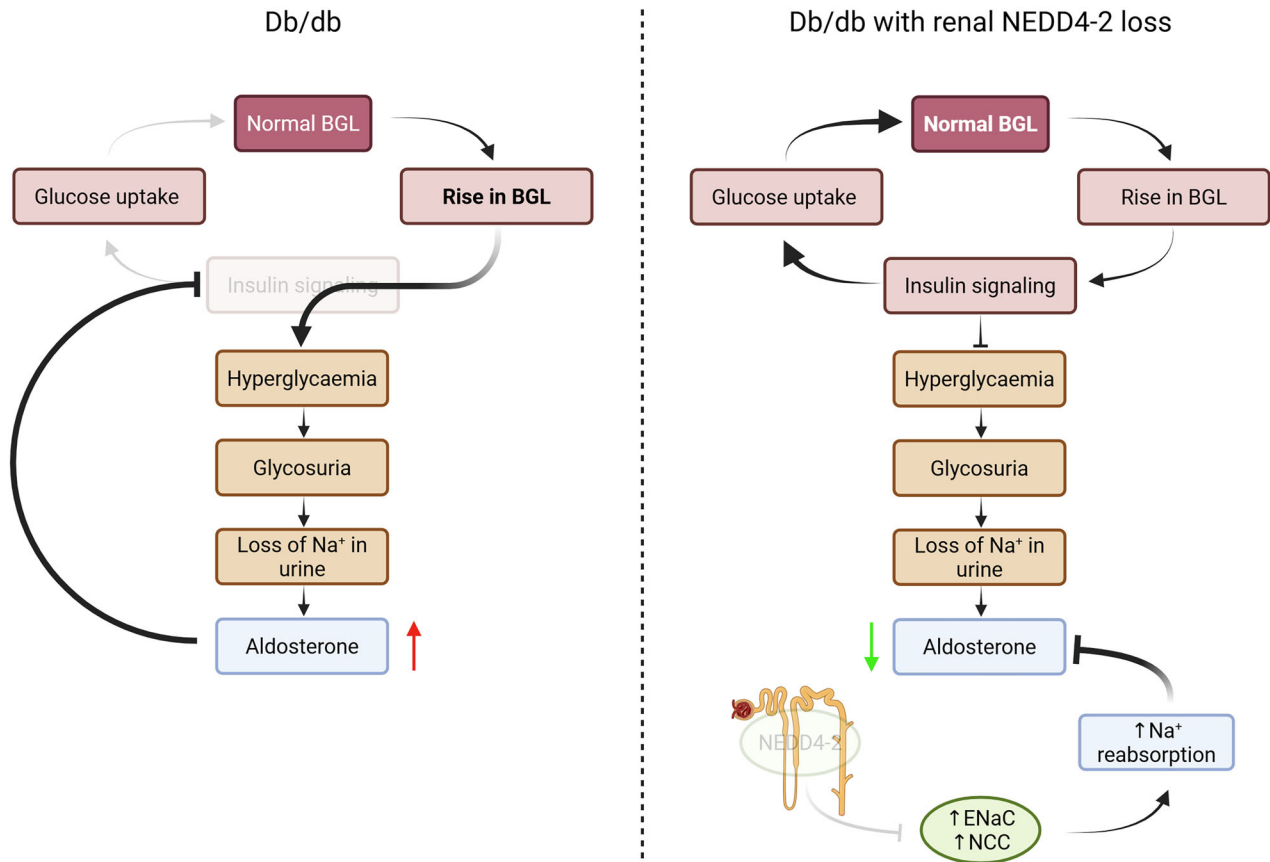 Db/db
Normal BGL
Glucose uptake
Rise in BGL
Insulin signaling
Hyperglycaemia
Glycosuria
Loss of Na⁺ in
urine
Aldosterone
Db/db with renal NEDD4-2 loss
Normal BGL
Glucose uptake
Rise in BGL
Insulin signaling
Hyperglycaemia
Glycosuria
Loss of Na⁺ in
urine
Aldosterone
NEDD4-2
↑Na⁺
reabsorption
↑ENaC
↑NCC